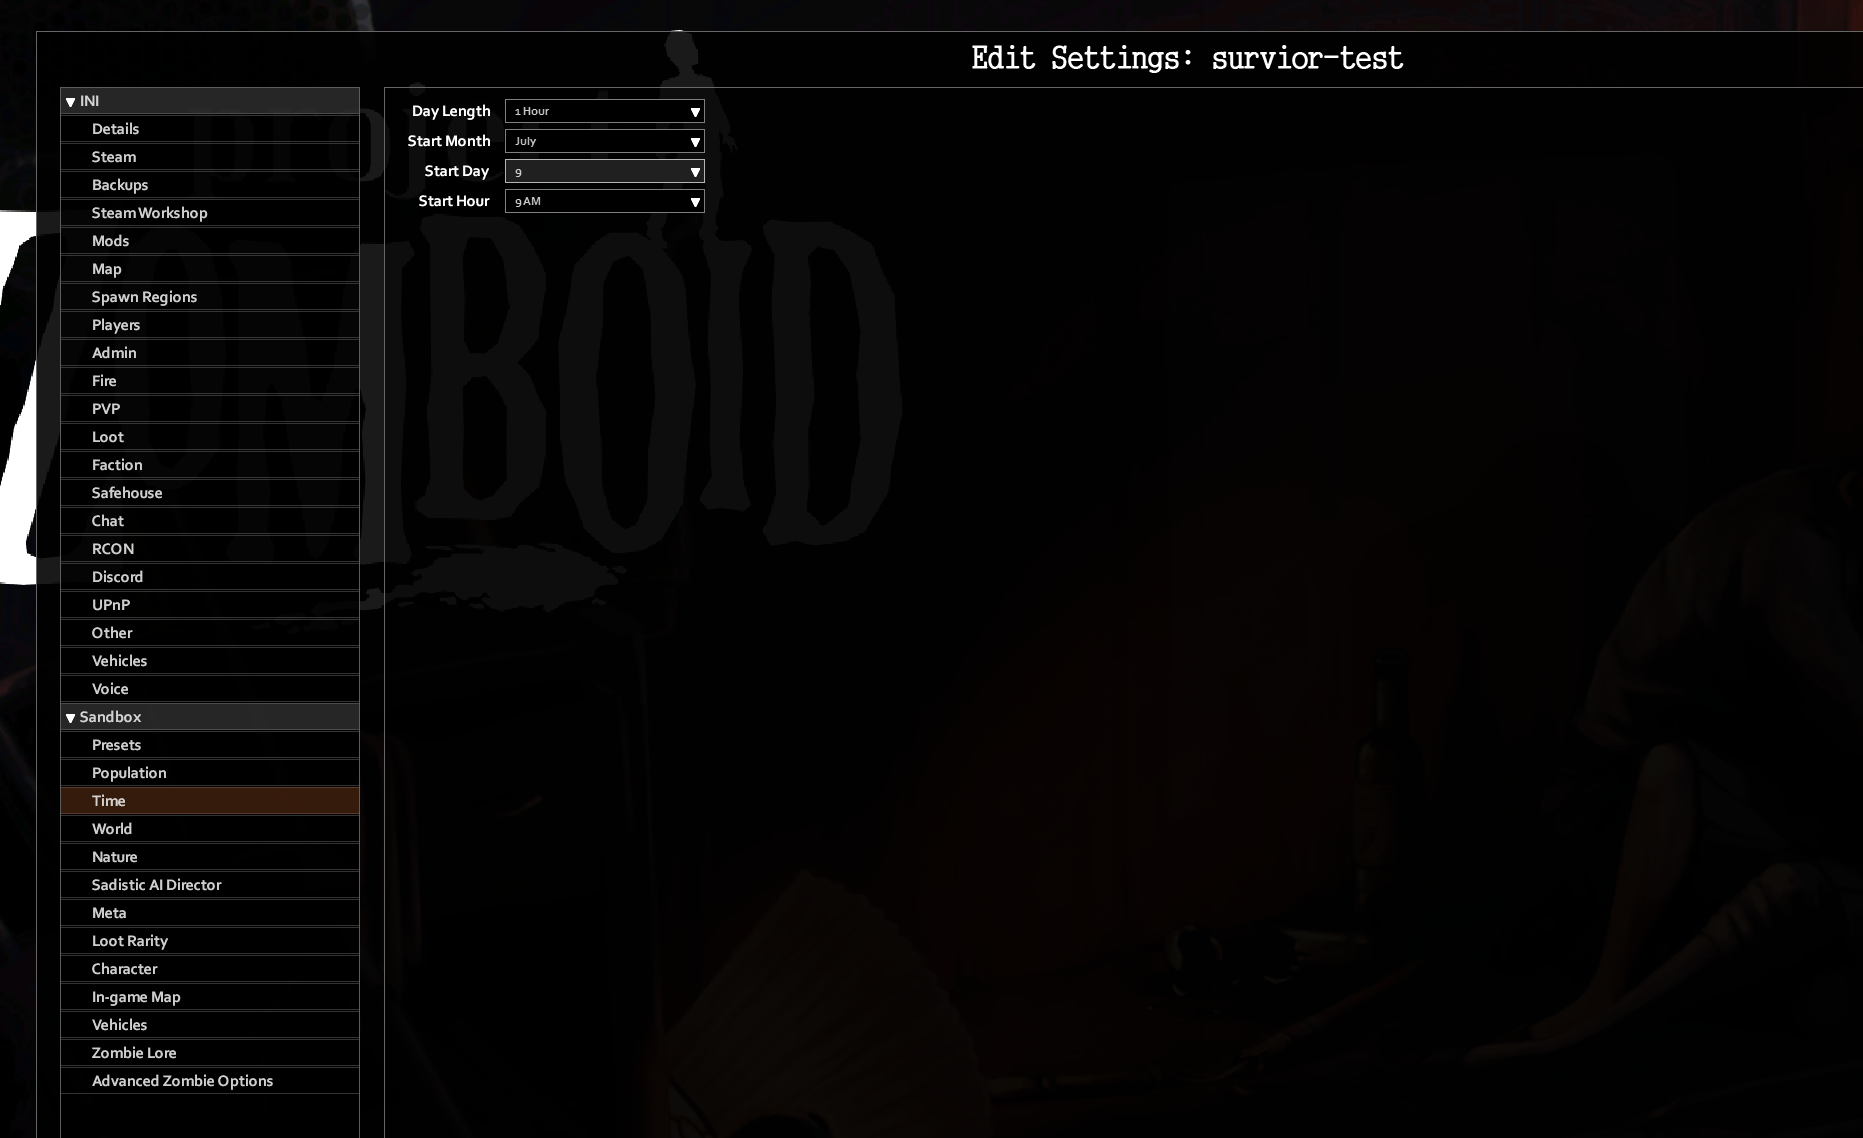 Edit Settings: survior-test
INI
Details
Steam
Backups
Steam Workshop
Mods
Map
Spawn Regions
Players
Admin
Fire
PVP
Loot
Faction
Safehouse
Chat
RCON
Discord
UPnP
Other
Vehicles
Voice
Sandbox
Presets
Population
Time
World
Nature
Sadistic AI Director
Meta
Loot Rarity
Character
In-game Map
Vehicles
Zombie Lore
Advanced Zombie Options
Day Length 1 Hour
Start Month July
Start Day 9
Start Hour 9 AM
project
ZOMBOID